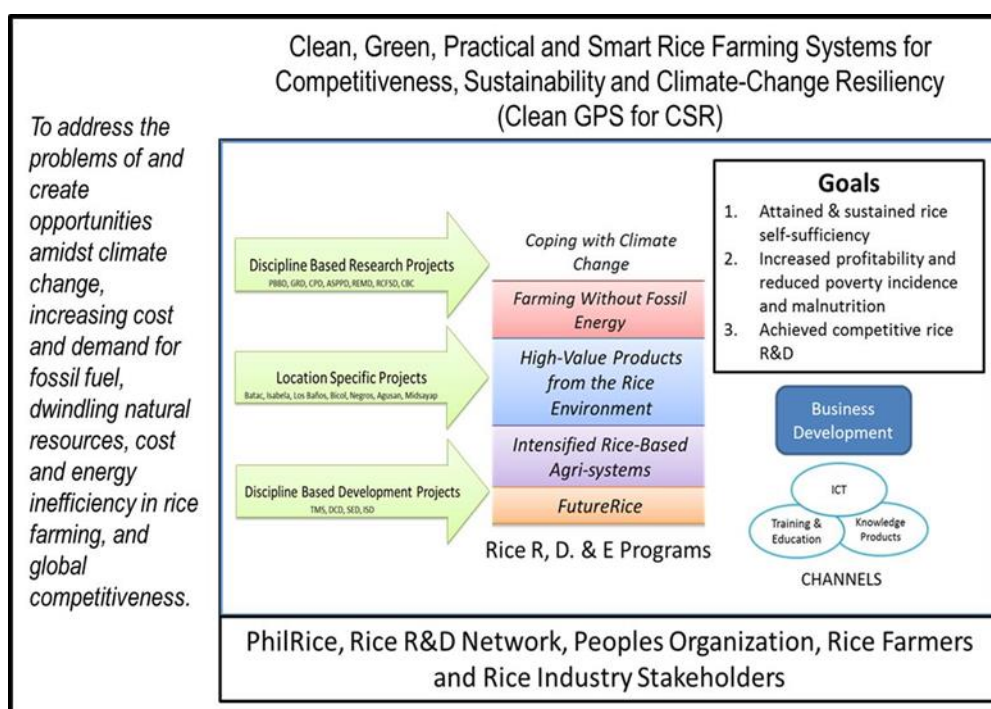 Clean, Green, Practical and Smart Rice Farming Systems for
Competitiveness, Sustainability and Climate-Change Resiliency
(Clean GPS for CSR)
To address the
problems of and
create
opportunities
amidst climate
change,
increasing cost
and demand for
fossil fuel,
dwindling natural
resources, cost
and energy
inefficiency in rice
farming, and
global
competitiveness.
Discipline Based Research Projects
PBBD, GRD, CPD, ASPPD, REMD, RCFSD, CBC
Location Specific Projects
Batac, Isabela, Los Baños, Bicol, Negros, Agusan, Midsayap
Discipline Based Development Projects
TMS, DCD, SED, ISD
Coping with Climate
Change
Farming Without Fossil
Energy
High-Value Products
from the Rice
Environment
Intensified Rice-Based
Agri-systems
FutureRice
Rice R, D. & E Programs
Goals
1. Attained & sustained rice
self-sufficiency
2. Increased profitability and
reduced poverty incidence
and malnutrition
3. Achieved competitive rice
R&D
Business
Development
ICT
Training &
Education
Knowledge
Products
CHANNELS
PhilRice, Rice R&D Network, Peoples Organization, Rice Farmers
and Rice Industry Stakeholders